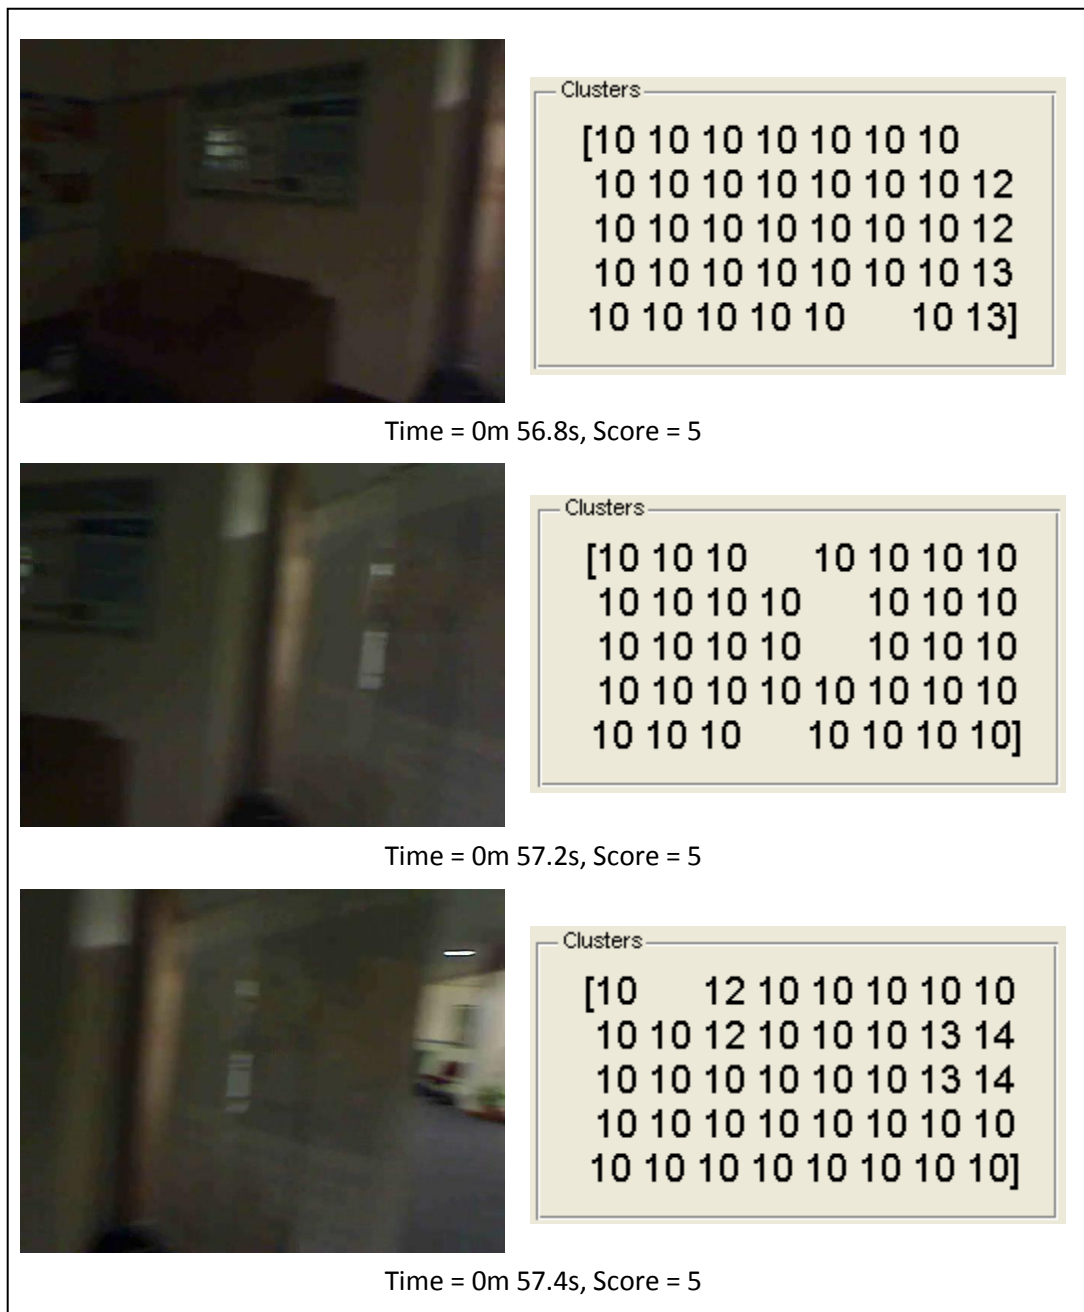 Clusters
[10 10 10 10 10 10 10
10 10 10 10 10 10 10 12
10 10 10 10 10 10 10 12
10 10 10 10 10 10 10 13
10 10 10 10 10 10 13]
Time = 0m 56.8s, Score = 5
Clusters
[10 10 10 10 10 10 10
10 10 10 10 10 10 10
10 10 10 10 10 10 10
10 10 10 10 10 10 10 10
10 10 10 10 10 10 10]
Time = 0m 57.2s, Score = 5
Clusters
[10 12 10 10 10 10 10
10 10 12 10 10 10 13 14
10 10 10 10 10 10 13 14
10 10 10 10 10 10 10 10
10 10 10 10 10 10 10 10]
Time = 0m 57.4s, Score = 5